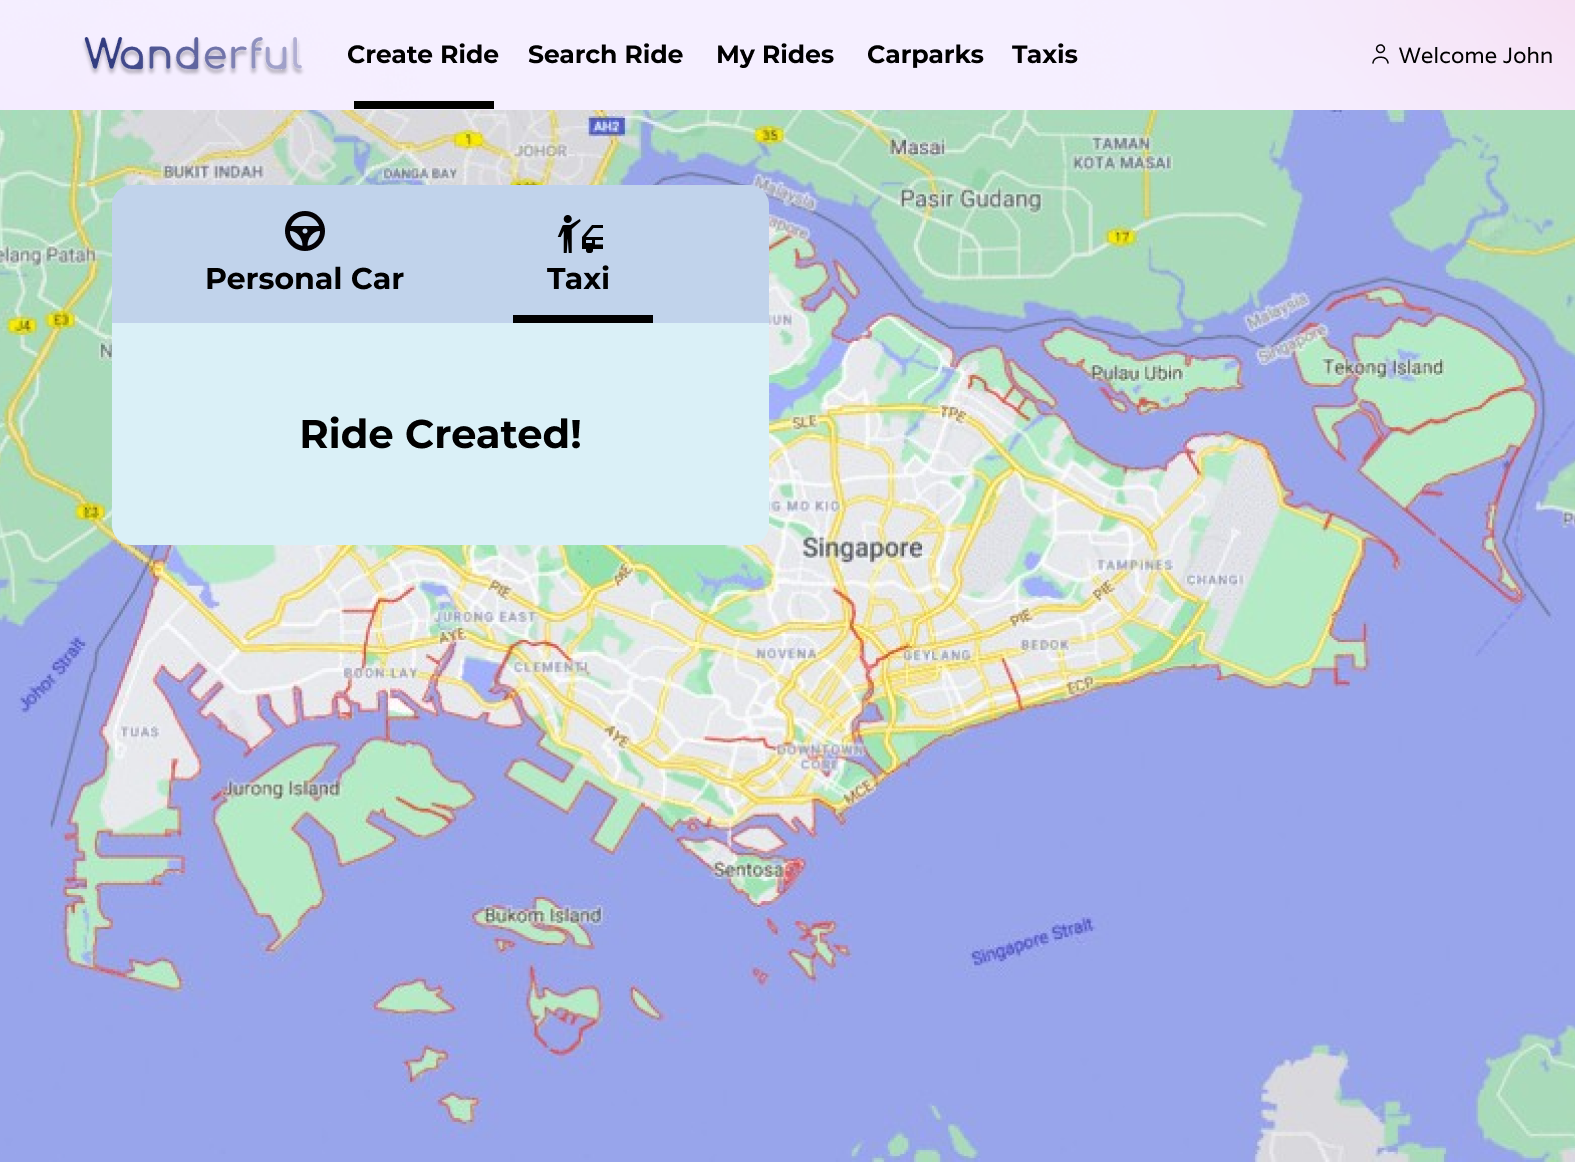 Wanderful
Create Ride
Search Ride
My Rides
Carparks
Taxis
Welcome John
AH2
1
35
JOHOR
Masai
TAMAN
KOTA MASAI
BUKIT INDAH
DANGA BAY
Malaysia
Pasir Gudang
17
Personal Car
Taxi
elang Patah
J4
E3
N
Malaysia
Singapore
Pulau Ubin
Tekong Island
Ride Created!
SLE
TPE
E3
G MO KIO
Singapore
TAMPINES
CHANGI
PIE
PIE
PIE
JURONG EAST
AYE
BEDOK
NOVENA
GEYLANG
BOON LAY
CLEMENTI
ECP
Johor Strait
TUAS
AYE
DOWNTOWN
CORE
MCE
Jurong Island
Sentosa
Bukom Island
Singapore Strait